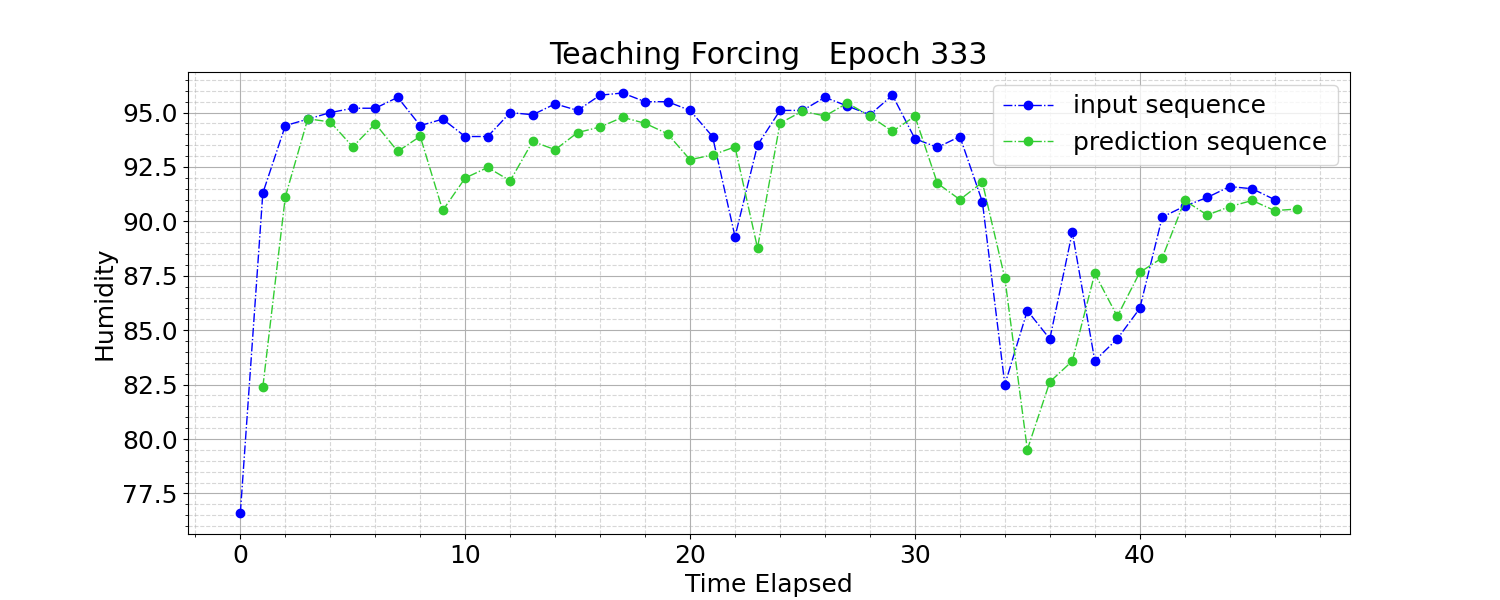 Teaching Forcing   Epoch 333
input sequence
prediction sequence
Humidity
95.0
92.5
90.0
87.5
85.0
82.5
80.0
77.5
0 10 20 30 40
Time Elapsed